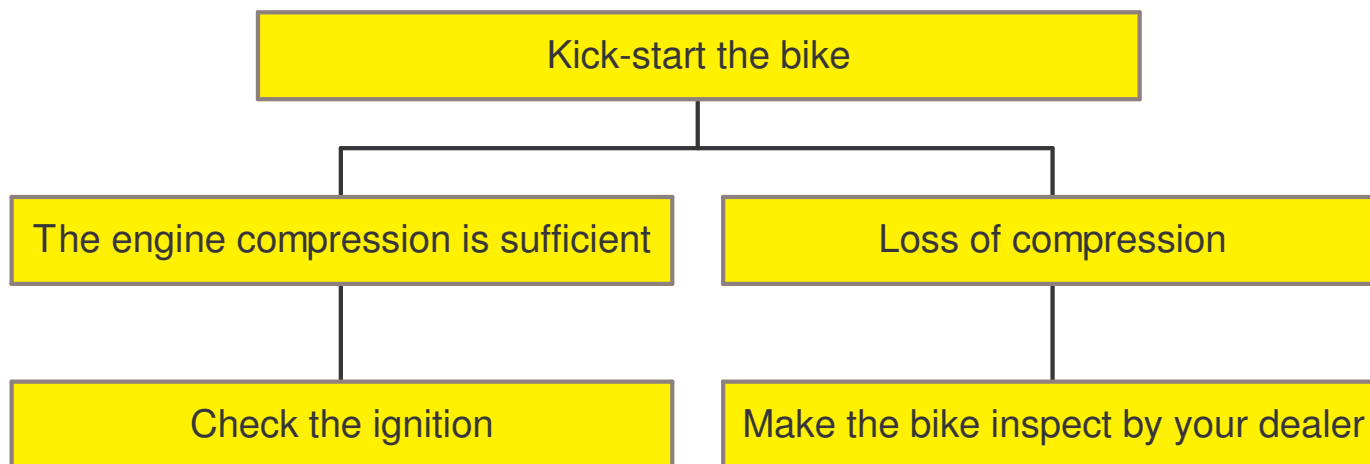 Kick-start the bike
The engine compression is sufficient
Loss of compression
Check the ignition
Make the bike inspect by your dealer